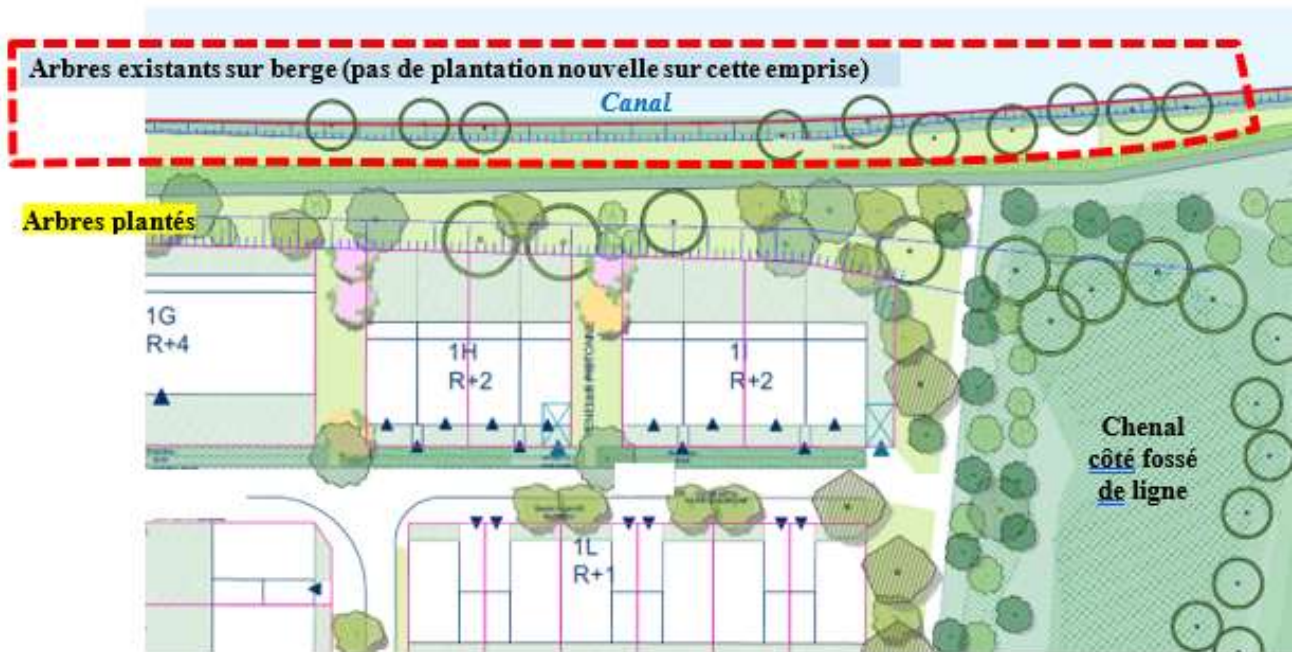 Arbres existants sur berge (pas de plantation nouvelle sur cette emprise)
Canal
Arbres plantés
1G
R+4
1H
R+2
1I
R+2
Chenal
côté fossé
de ligne
1L
R+1